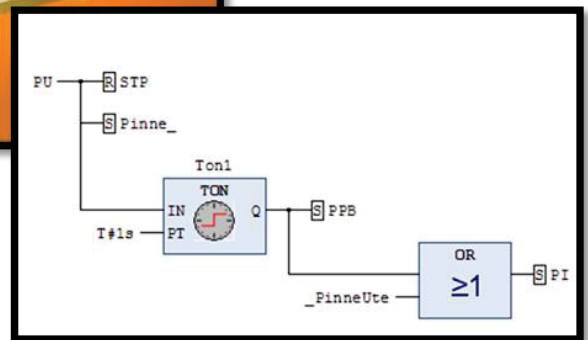 PU R STP
S Pinne_
Ton1
TON
IN Q S PPB
T#1s PT
OR
≥1 S PI
_PinneUte